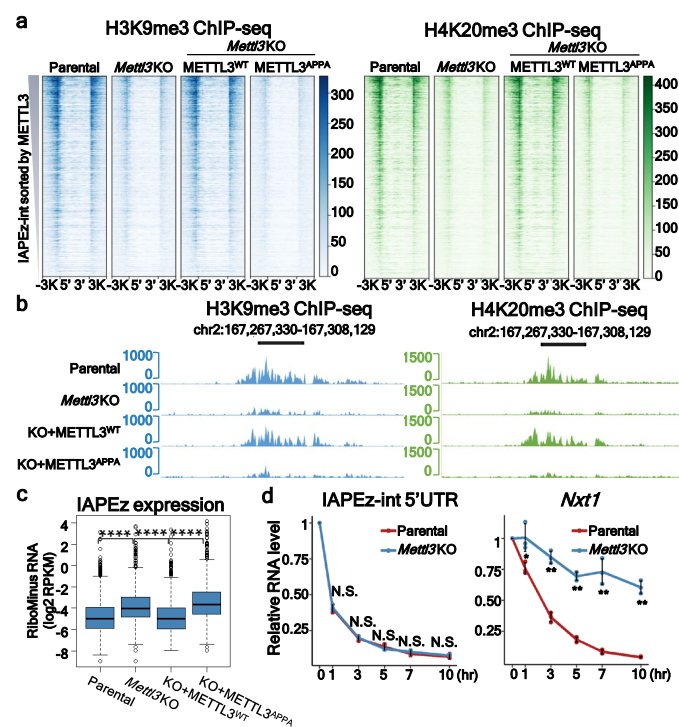 a
H3K9me3 ChIP-seq
H4K20me3 ChIP-seq
Mettl3KO
Mettl3KO
Parental Mettl3KO METTL3WT METTL3APPA
Parental Mettl3KO METTL3WT METTL3APPA
IAPEz-int sorted by METTL3
300
250
200
150
100
50
0
400
350
300
250
200
150
100
50
0
-3K 5' 3' 3K -3K 5' 3' 3K -3K 5' 3' 3K -3K 5' 3' 3K
-3K 5' 3' 3K -3K 5' 3' 3K -3K 5' 3' 3K -3K 5' 3' 3K
b
H3K9me3 ChIP-seq
H4K20me3 ChIP-seq
chr2:167,267,330-167,308,129
chr2:167,267,330-167,308,129
Parental
1000
0
1500
0
Mettl3KO
1000
0
1500
0
KO+METTL3WT
1000
0
1500
0
KO+METTL3APPA
1000
0
1500
0
c
IAPEz expression
RiboMinus RNA
(log2 RPKM)
4
2
0
-2
-4
-6
-8
**** **** ****
Parental
Mettl3KO
KO+METTL3WT
KO+METTL3APPA
d
IAPEz-int 5'UTR
Nxt1
Relative RNA level
1
0.75
0.50
0.25
Parental
Mettl3KO
N.S.
N.S.
N.S.
N.S.
N.S.
0 1 3 5 7 10 (hr)
1
0.75
0.50
0.25
Parental
Mettl3KO
*
**
**
**
**
0 1 3 5 7 10 (hr)